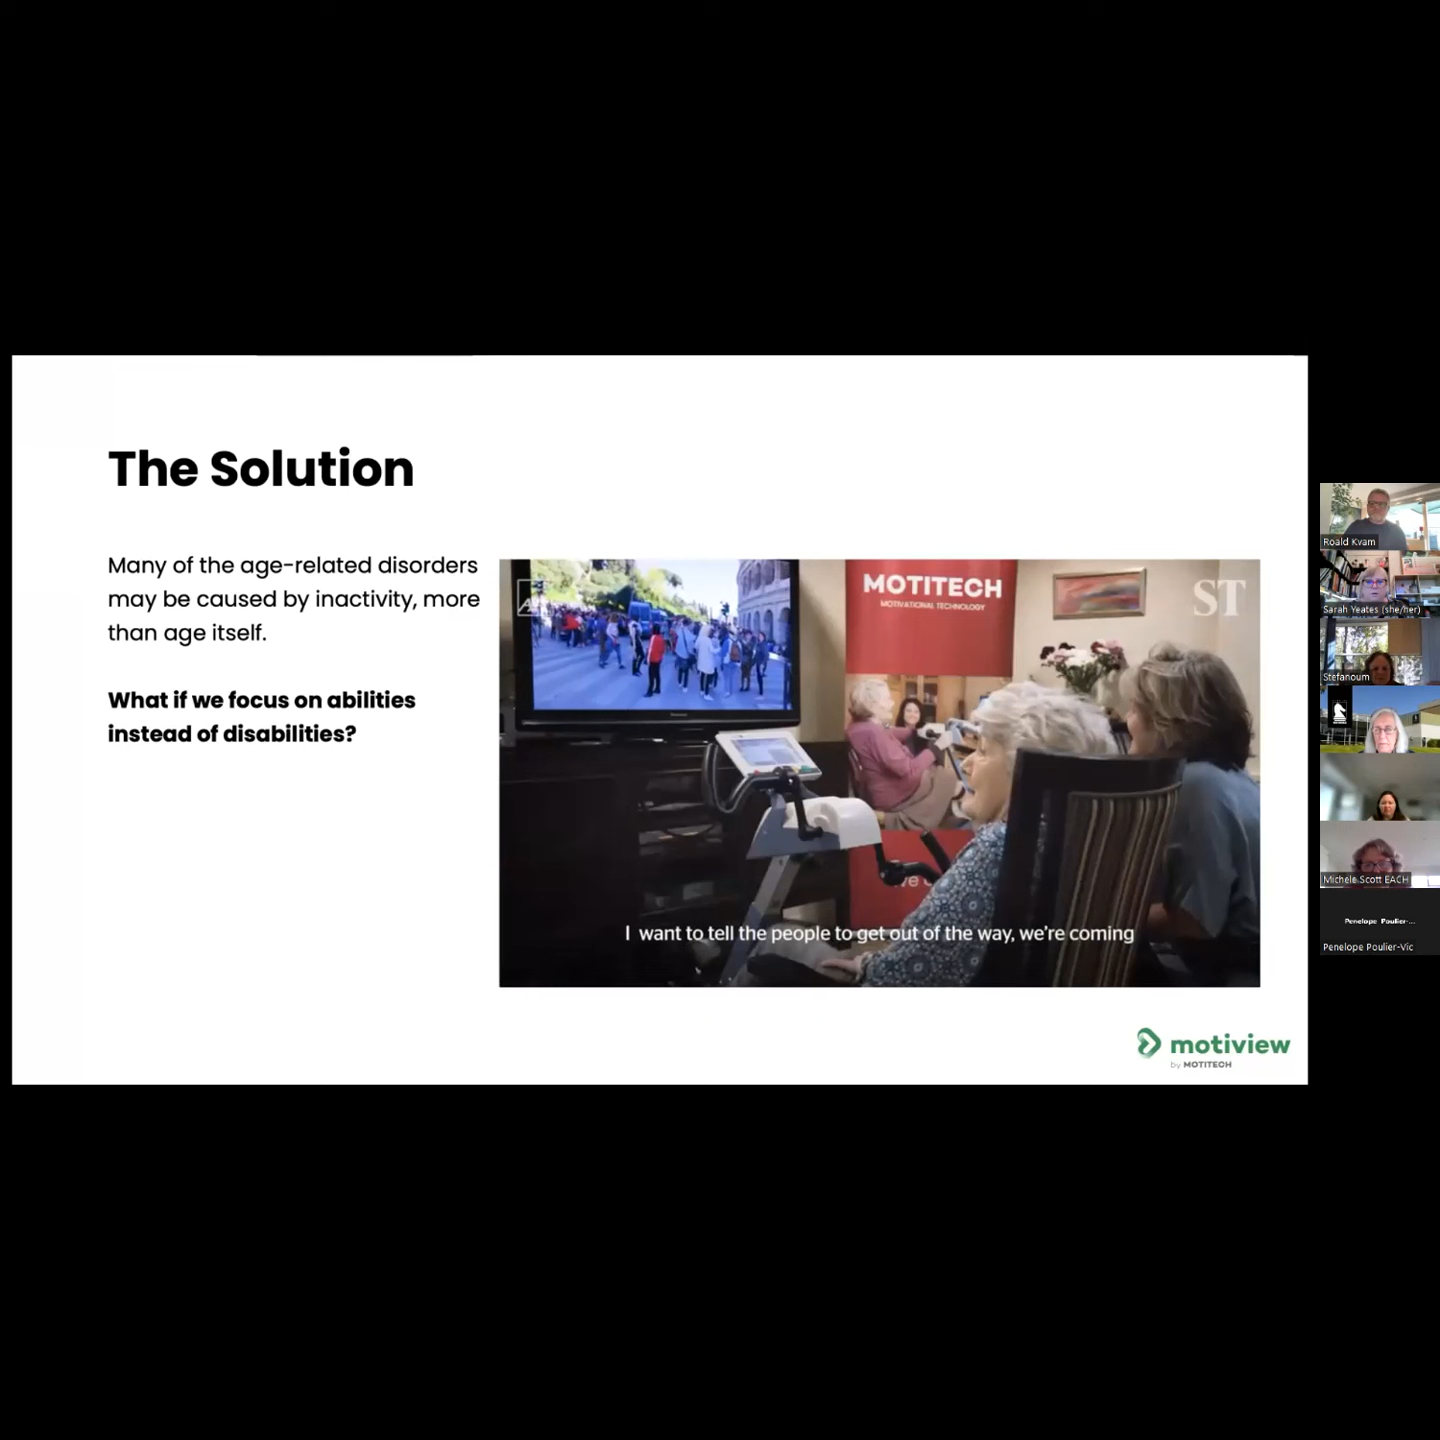 The Solution
Many of the age-related disorders
may be caused by inactivity, more
than age itself.
What if we focus on abilities
instead of disabilities?
MOTITECH
MOTIVATIONAL TECHNOLOGY
ST
I want to tell the people to get out of the way, we're coming
motiview
by MOTITECH
Roald Kvam
Sarah Yeates (she/her)
Stefanoum
Michele Scott EACH
Penelope Poulier-...
Penelope Poulier-Vic